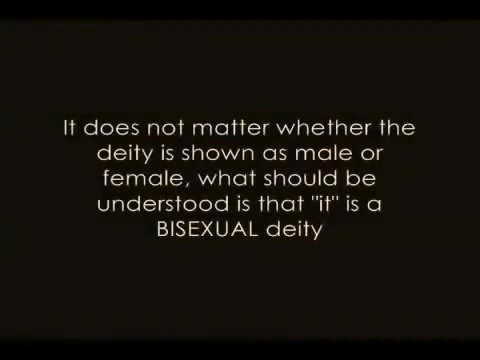 It does not matter whether the
deity is shown as male or
female, what should be
understood is that "it" is a
BISEXUAL deity